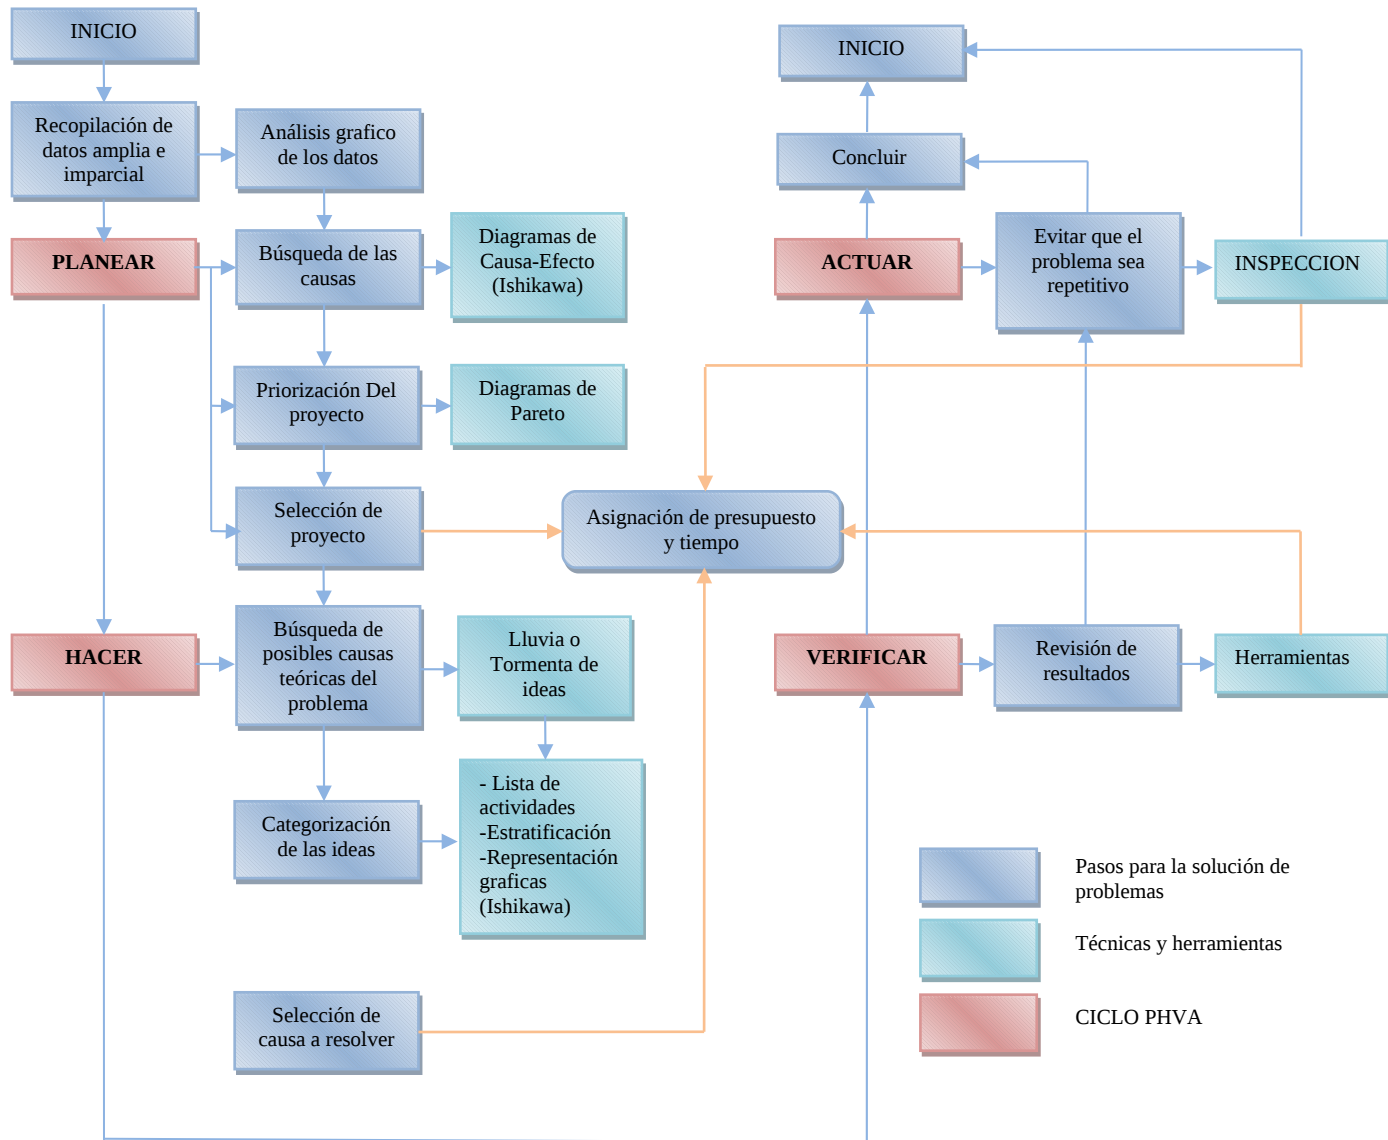 INICIO
Recopilación de
datos amplia e
imparcial
Análisis grafico
de los datos
PLANEAR
Búsqueda de las
causas
Diagramas de
Causa-Efecto
(Ishikawa)
Priorización Del
proyecto
Diagramas de
Pareto
Selección de
proyecto
Asignación de presupuesto
y tiempo
HACER
Búsqueda de
posibles causas
teóricas del
problema
Lluvia o
Tormenta de
ideas
Categorización
de las ideas
- Lista de
actividades
-Estratificación
-Representación
graficas
(Ishikawa)
Selección de
causa a resolver
INICIO
Concluir
ACTUAR
Evitar que el
problema sea
repetitivo
INSPECCION
VERIFICAR
Revisión de
resultados
Herramientas
Pasos para la solución de
problemas
Técnicas y herramientas
CICLO PHVA